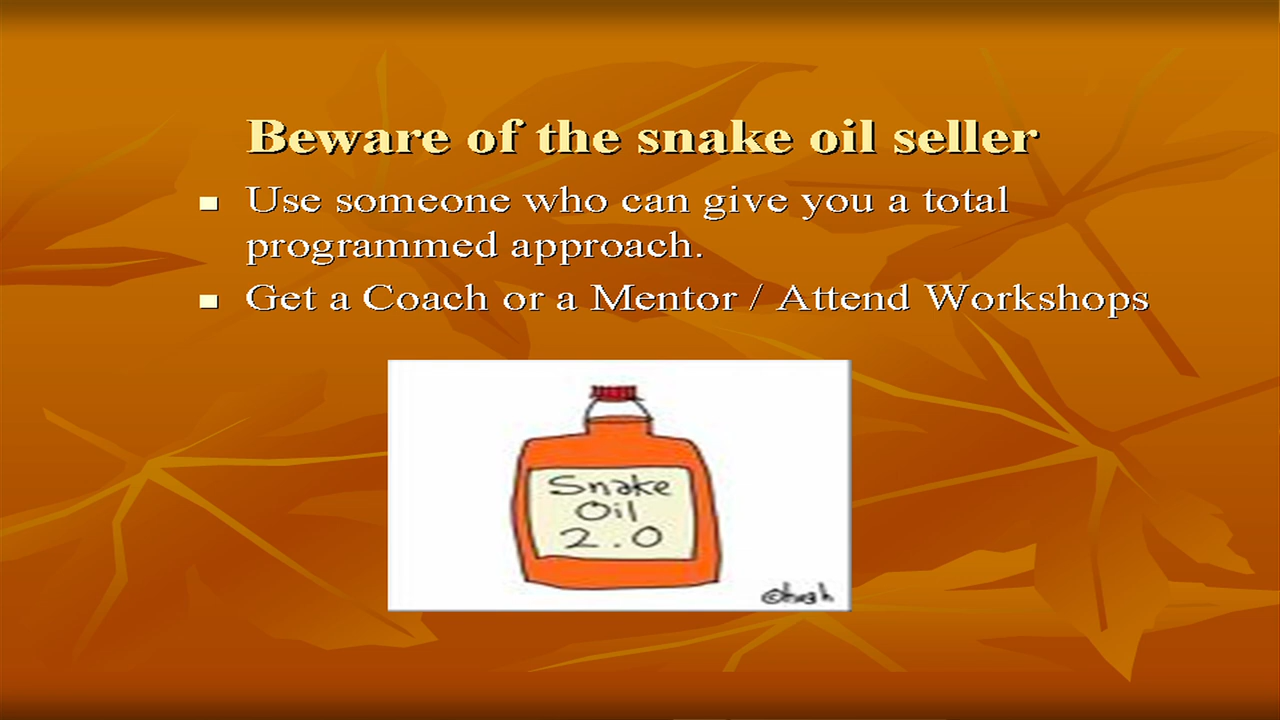 Beware of the snake oil seller
Use someone who can give you a total
programmed approach.
Get a Coach or a Mentor / Attend Workshops
Snake
Oil
2.0
©hugh